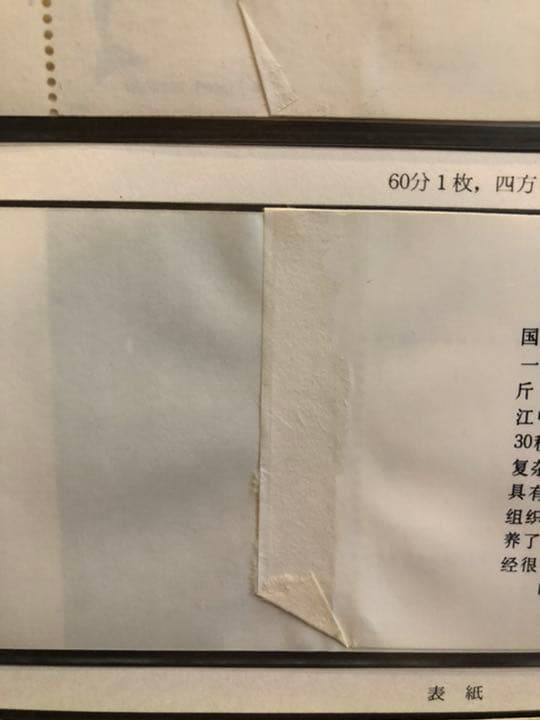 60分1枚，四方
国
一
斤
江
30
复杂
具有
组织
养了
经很
表 紙